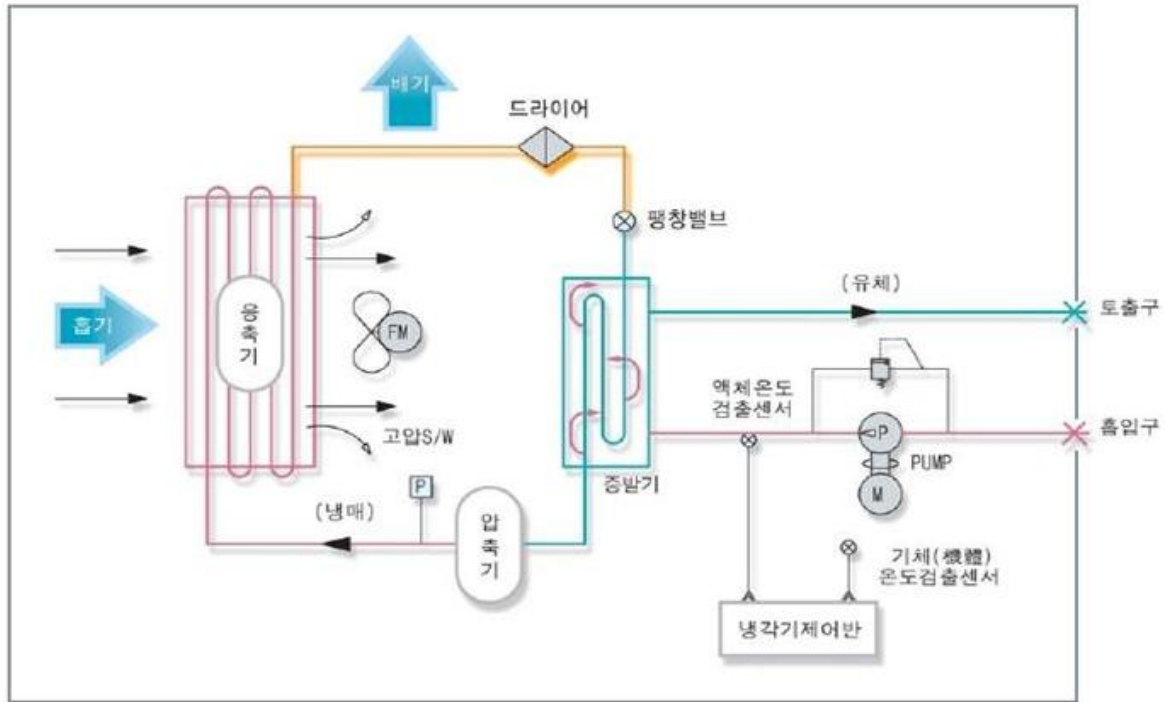 배기
드라이어
팽창밸브
(유체)
토출구
흡기
응축기
FM
액체온도
검출센서
흡입구
고압S/W
P
PUMP
증발기
M
P
(냉매)
압축기
기체(機體)
온도검출센서
냉각기제어반